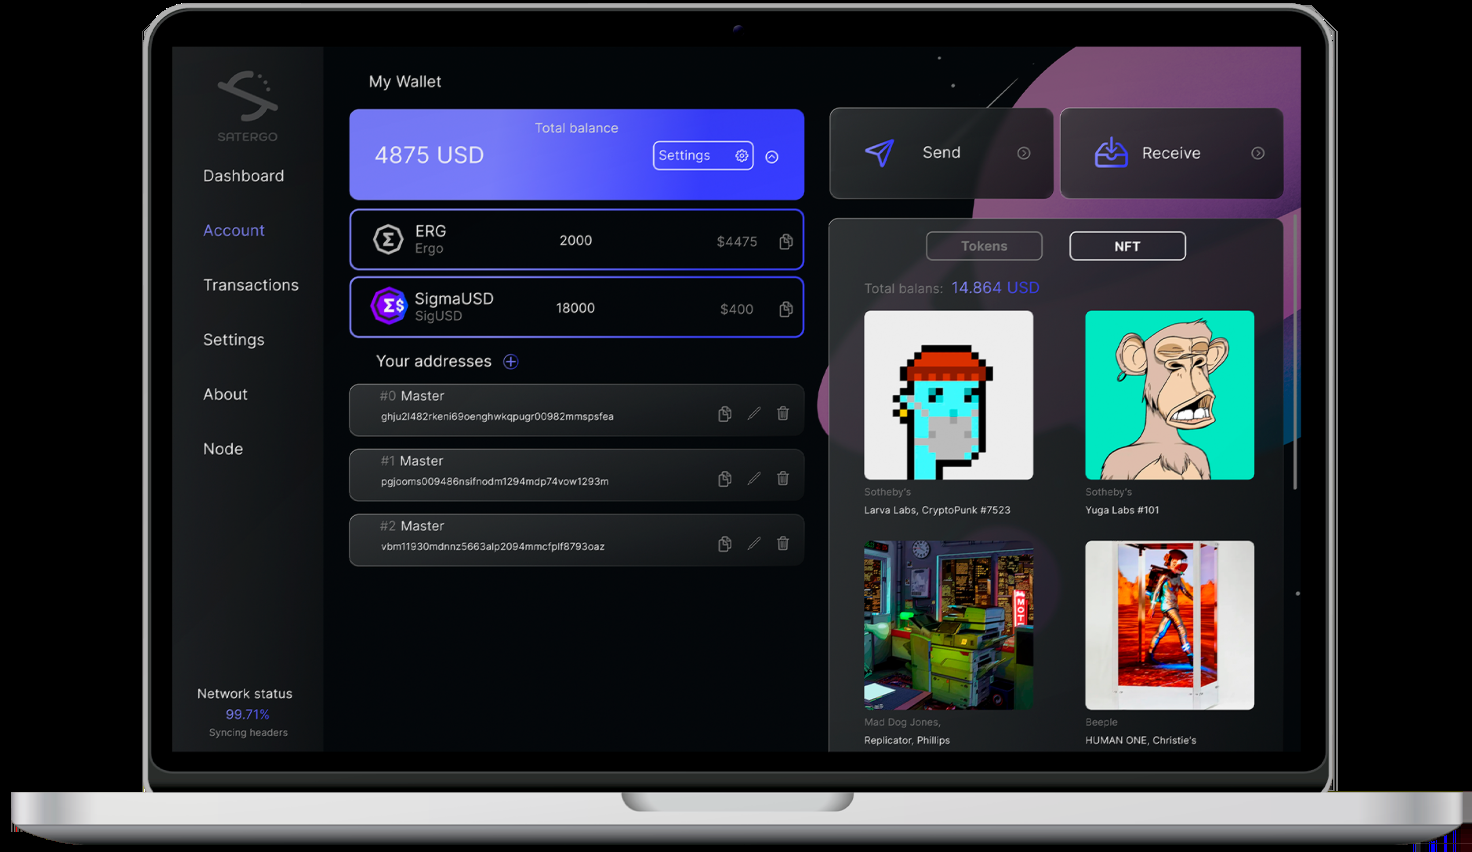 SATERGO
Dashboard
Account
Transactions
Settings
About
Node
Network status
99.71%
Syncing headers
My Wallet
Total balance
4875 USD
Settings
ERG
Ergo
2000
$4475
SigmaUSD
SigUSD
18000
$400
Your addresses
#0 Master
ghju2l482rkeni69oenghwkqpugr00982mmspsfea
#1 Master
pgjooms009486nsifnodm1294mdp74vow1293m
#2 Master
vbm11930mdnnz5663alp2094mmcfplf8793oaz
Send
Receive
Tokens
NFT
Total balans: 14.864 USD
Sotheby's
Larva Labs, CryptoPunk #7523
Sotheby's
Yuga Labs #101
MOT
Mad Dog Jones,
Replicator, Phillips
Beeple
HUMAN ONE, Christie's